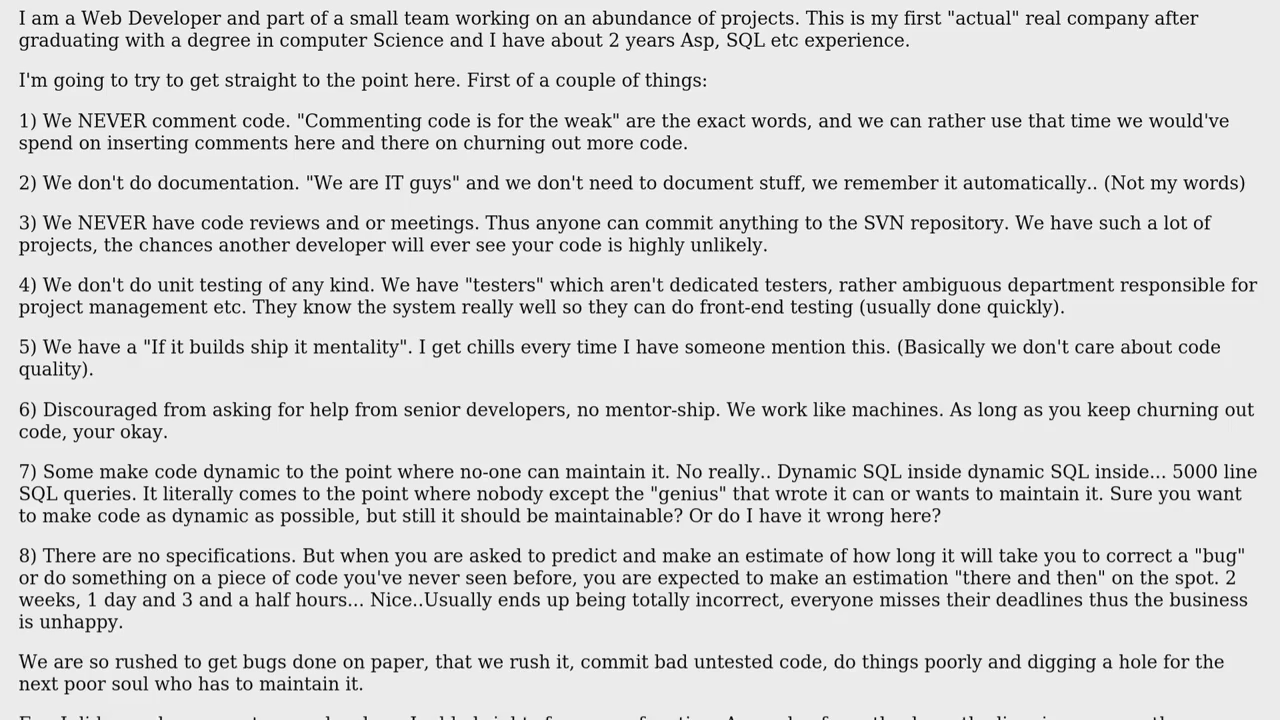 I am a Web Developer and part of a small team working on an abundance of projects. This is my first "actual" real company after
graduating with a degree in computer Science and I have about 2 years Asp, SQL etc experience.
I'm going to try to get straight to the point here. First of a couple of things:
1) We NEVER comment code. "Commenting code is for the weak" are the exact words, and we can rather use that time we would've
spend on inserting comments here and there on churning out more code.
2) We don't do documentation. "We are IT guys" and we don't need to document stuff, we remember it automatically.. (Not my words)
3) We NEVER have code reviews and or meetings. Thus anyone can commit anything to the SVN repository. We have such a lot of
projects, the chances another developer will ever see your code is highly unlikely.
4) We don't do unit testing of any kind. We have "testers" which aren't dedicated testers, rather ambiguous department responsible for
project management etc. They know the system really well so they can do front-end testing (usually done quickly).
5) We have a "If it builds ship it mentality". I get chills every time I have someone mention this. (Basically we don't care about code
quality).
6) Discouraged from asking for help from senior developers, no mentor-ship. We work like machines. As long as you keep churning out
code, your okay.
7) Some make code dynamic to the point where no-one can maintain it. No really.. Dynamic SQL inside dynamic SQL inside... 5000 line
SQL queries. It literally comes to the point where nobody except the "genius" that wrote it can or wants to maintain it. Sure you want
to make code as dynamic as possible, but still it should be maintainable? Or do I have it wrong here?
8) There are no specifications. But when you are asked to predict and make an estimate of how long it will take you to correct a "bug"
or do something on a piece of code you've never seen before, you are expected to make an estimation "there and then" on the spot. 2
weeks, 1 day and 3 and a half hours... Nice..Usually ends up being totally incorrect, everyone misses their deadlines thus the business
is unhappy.
We are so rushed to get bugs done on paper, that we rush it, commit bad untested code, do things poorly and digging a hole for the
next poor soul who has to maintain it.